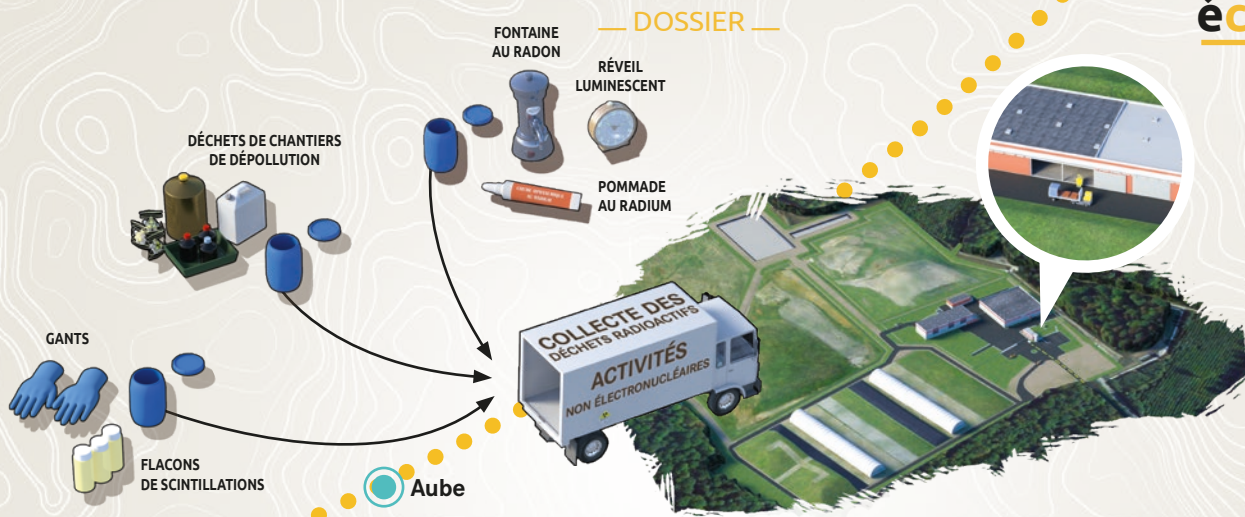 DOSSIER
FONTAINE
AU RADON
RÉVEIL
LUMINESCENT
DÉCHETS DE CHANTIERS
DE DÉPOLLUTION
POMMADE
AU RADIUM
COLLECTE DES
DÉCHETS RADIOACTIFS
ACTIVITÉS
NON ÉLECTRONUCLÉAIRES
GANTS
FLACONS
DE SCINTILLATIONS
Aube